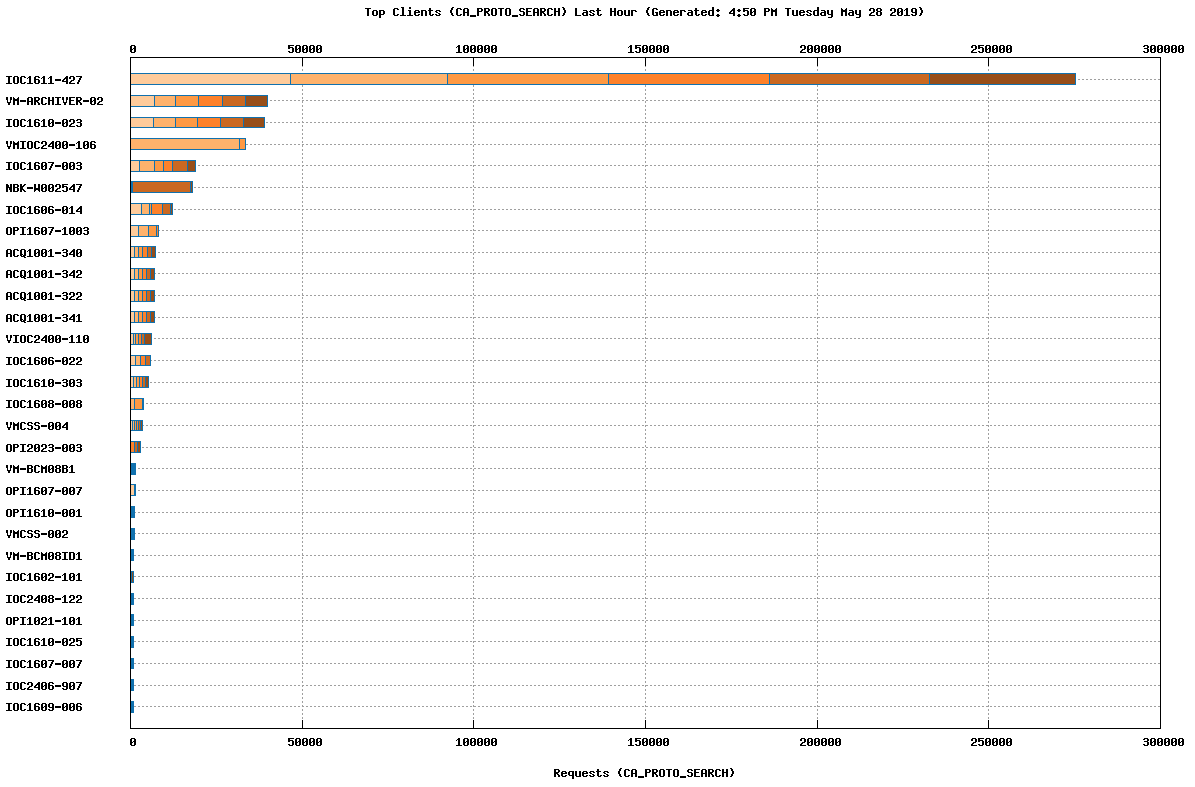 Top Clients (CA_PROTO_SEARCH) Last Hour (Generated: 4:50 PM Tuesday May 28 2019)
0 50000 100000 150000 200000 250000 300000
IOC1611-427
VM-ARCHIVER-02
IOC1610-023
VMIOC2400-106
IOC1607-003
NBK-W002547
IOC1606-014
OPI1607-1003
ACQ1001-340
ACQ1001-342
ACQ1001-322
ACQ1001-341
VIOC2400-110
IOC1606-022
IOC1610-303
IOC1608-008
VMCSS-004
OPI2023-003
VM-BCM08B1
OPI1607-007
OPI1610-001
VMCSS-002
VM-BCM08ID1
IOC1602-101
IOC2408-122
OPI1021-101
IOC1610-025
IOC1607-007
IOC2406-907
IOC1609-006
0 50000 100000 150000 200000 250000 300000
Requests (CA_PROTO_SEARCH)